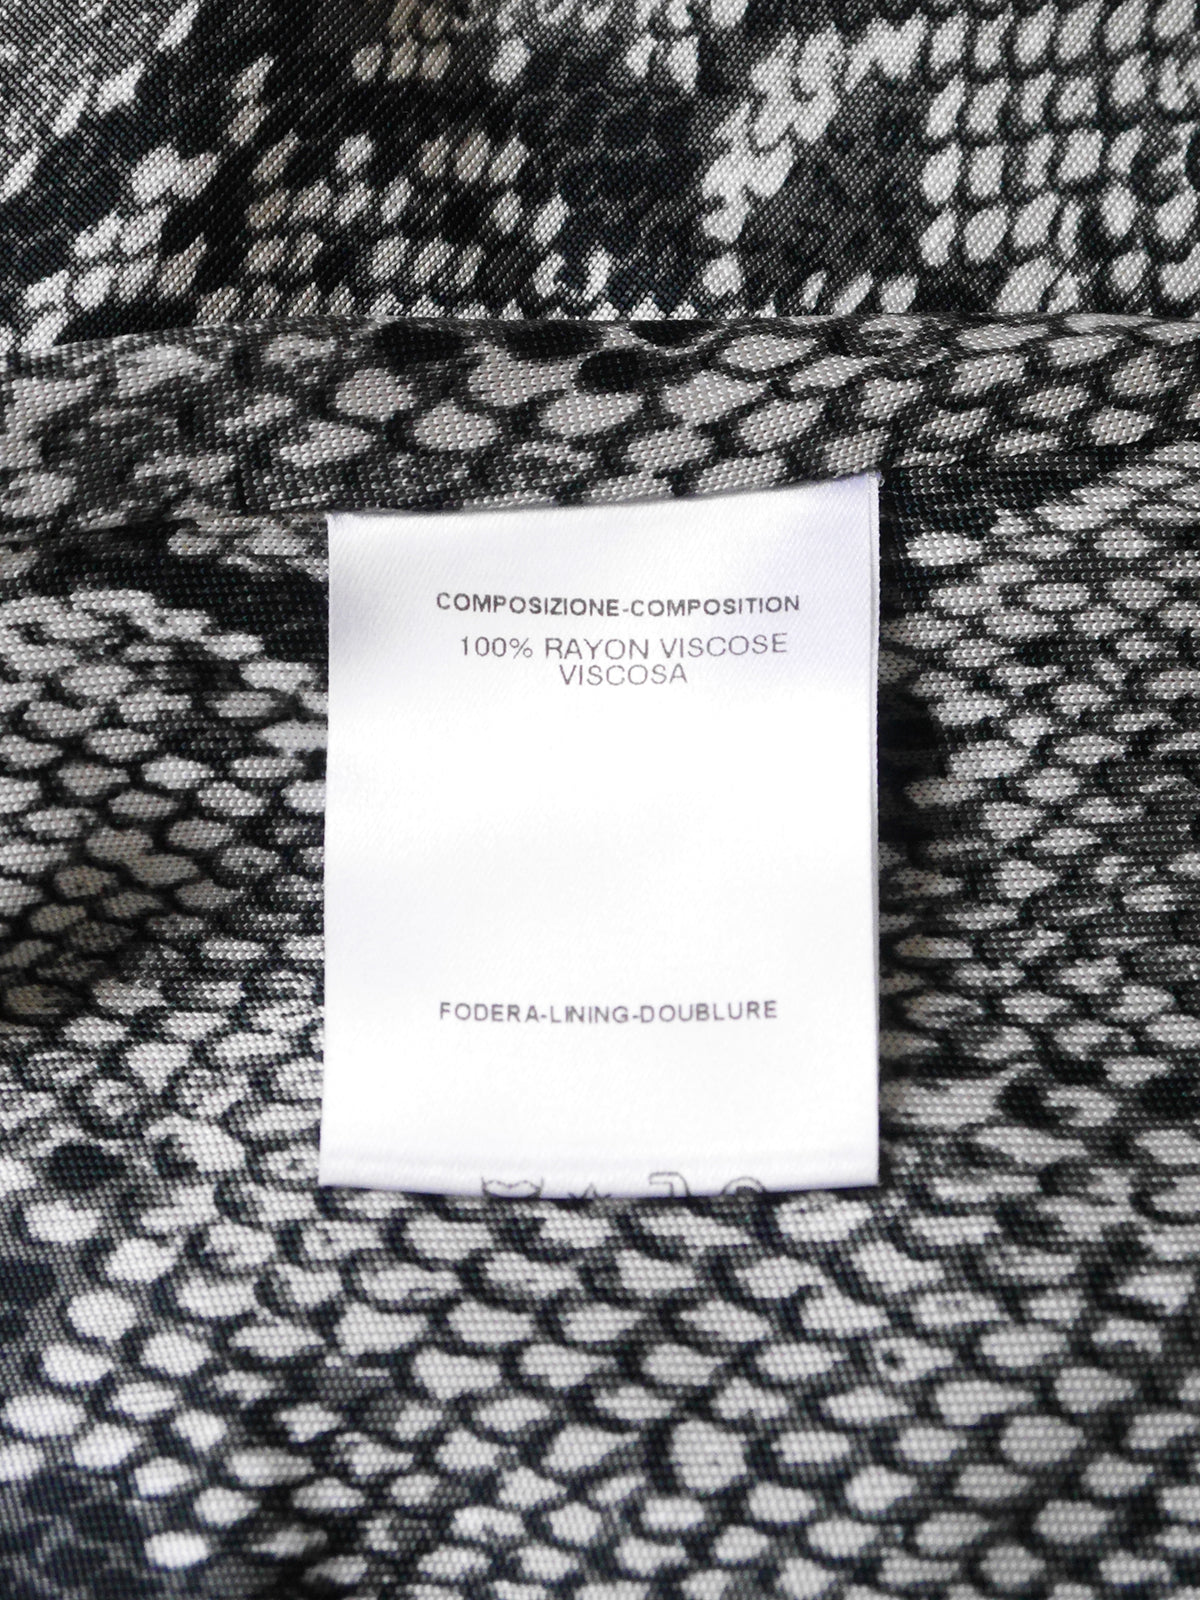 COMPOSIZIONE-COMPOSITION
100% RAYON VISCOSE
VISCOSA
FODERA-LINING-DOUBLURE